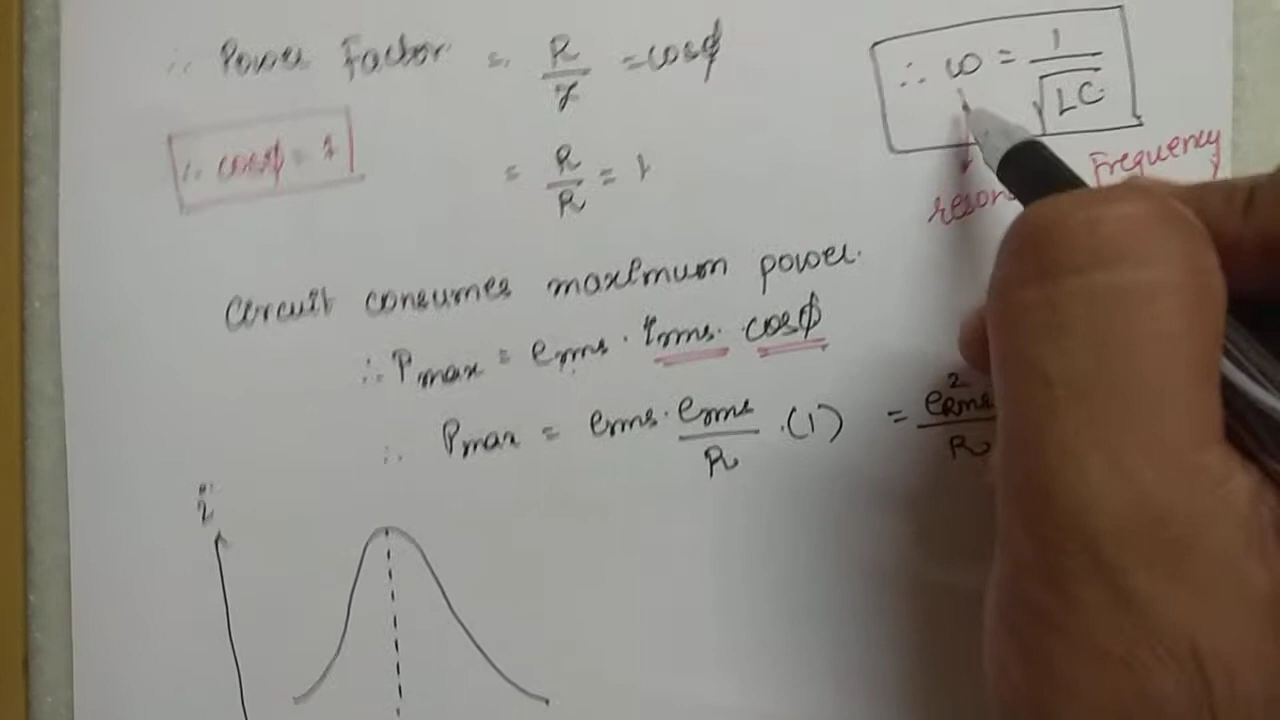 ∴ Power Factor = R/Z = cosϕ
∴ cosϕ = 1
= R/R = 1
∴ ω = 1/√LC
Frequency
Circuit consumes maximum power.
∴ Pmax = erms · irms · cosϕ
∴ Pmax = erms · erms/R · (1) = e²Rms/R